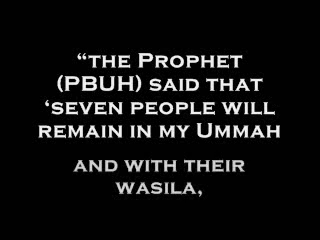 “THE PROPHET
(PBUH) SAID THAT
‘SEVEN PEOPLE WILL
REMAIN IN MY UMMAH
AND WITH THEIR
WASILA,